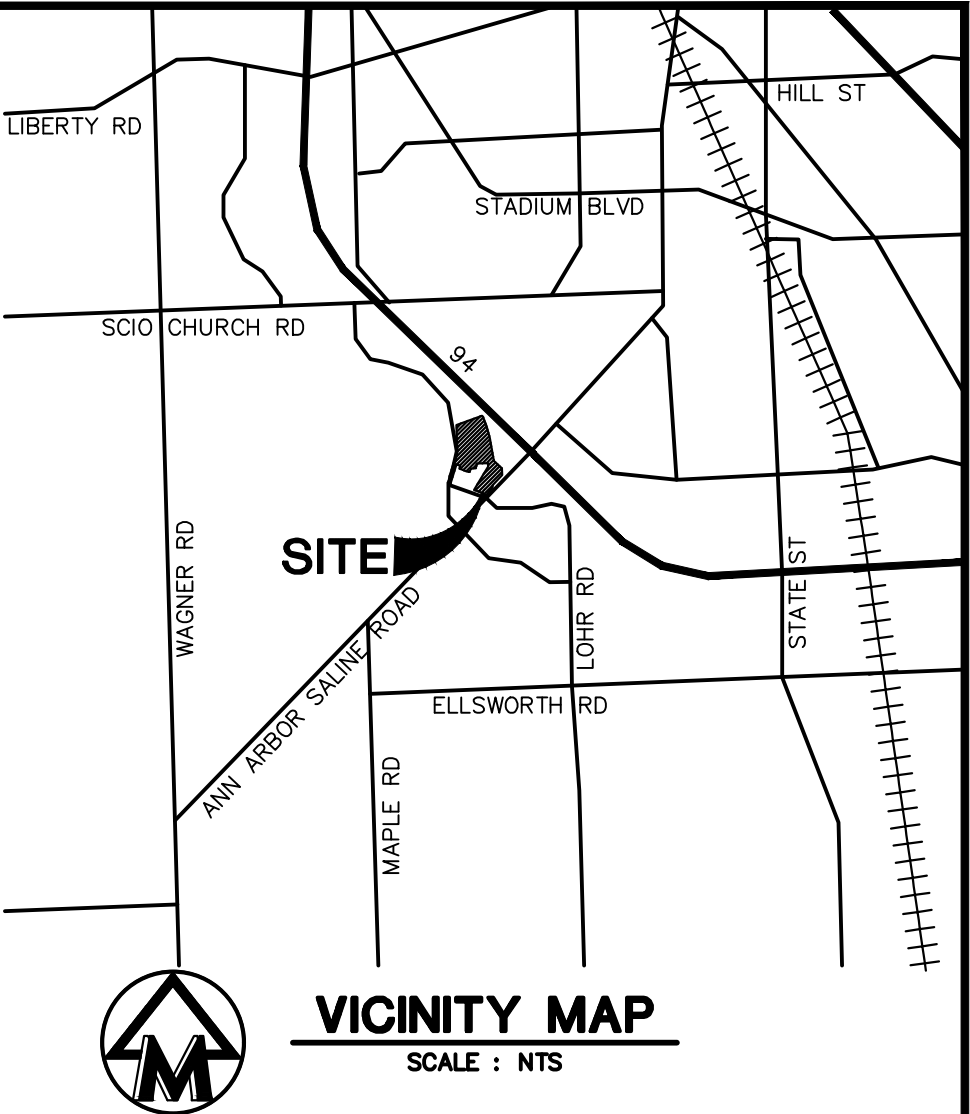 HILL ST
LIBERTY RD
STADIUM BLVD
SCIO CHURCH RD
94
WAGNER RD
SITE
STATE ST
LOHR RD
ANN ARBOR SALINE ROAD
ELLSWORTH RD
MAPLE RD
M
VICINITY MAP
SCALE : NTS